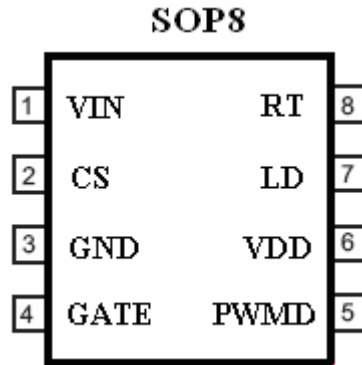 SOP8
1 VIN RT 8
2 CS LD 7
3 GND VDD 6
4 GATE PWMD 5